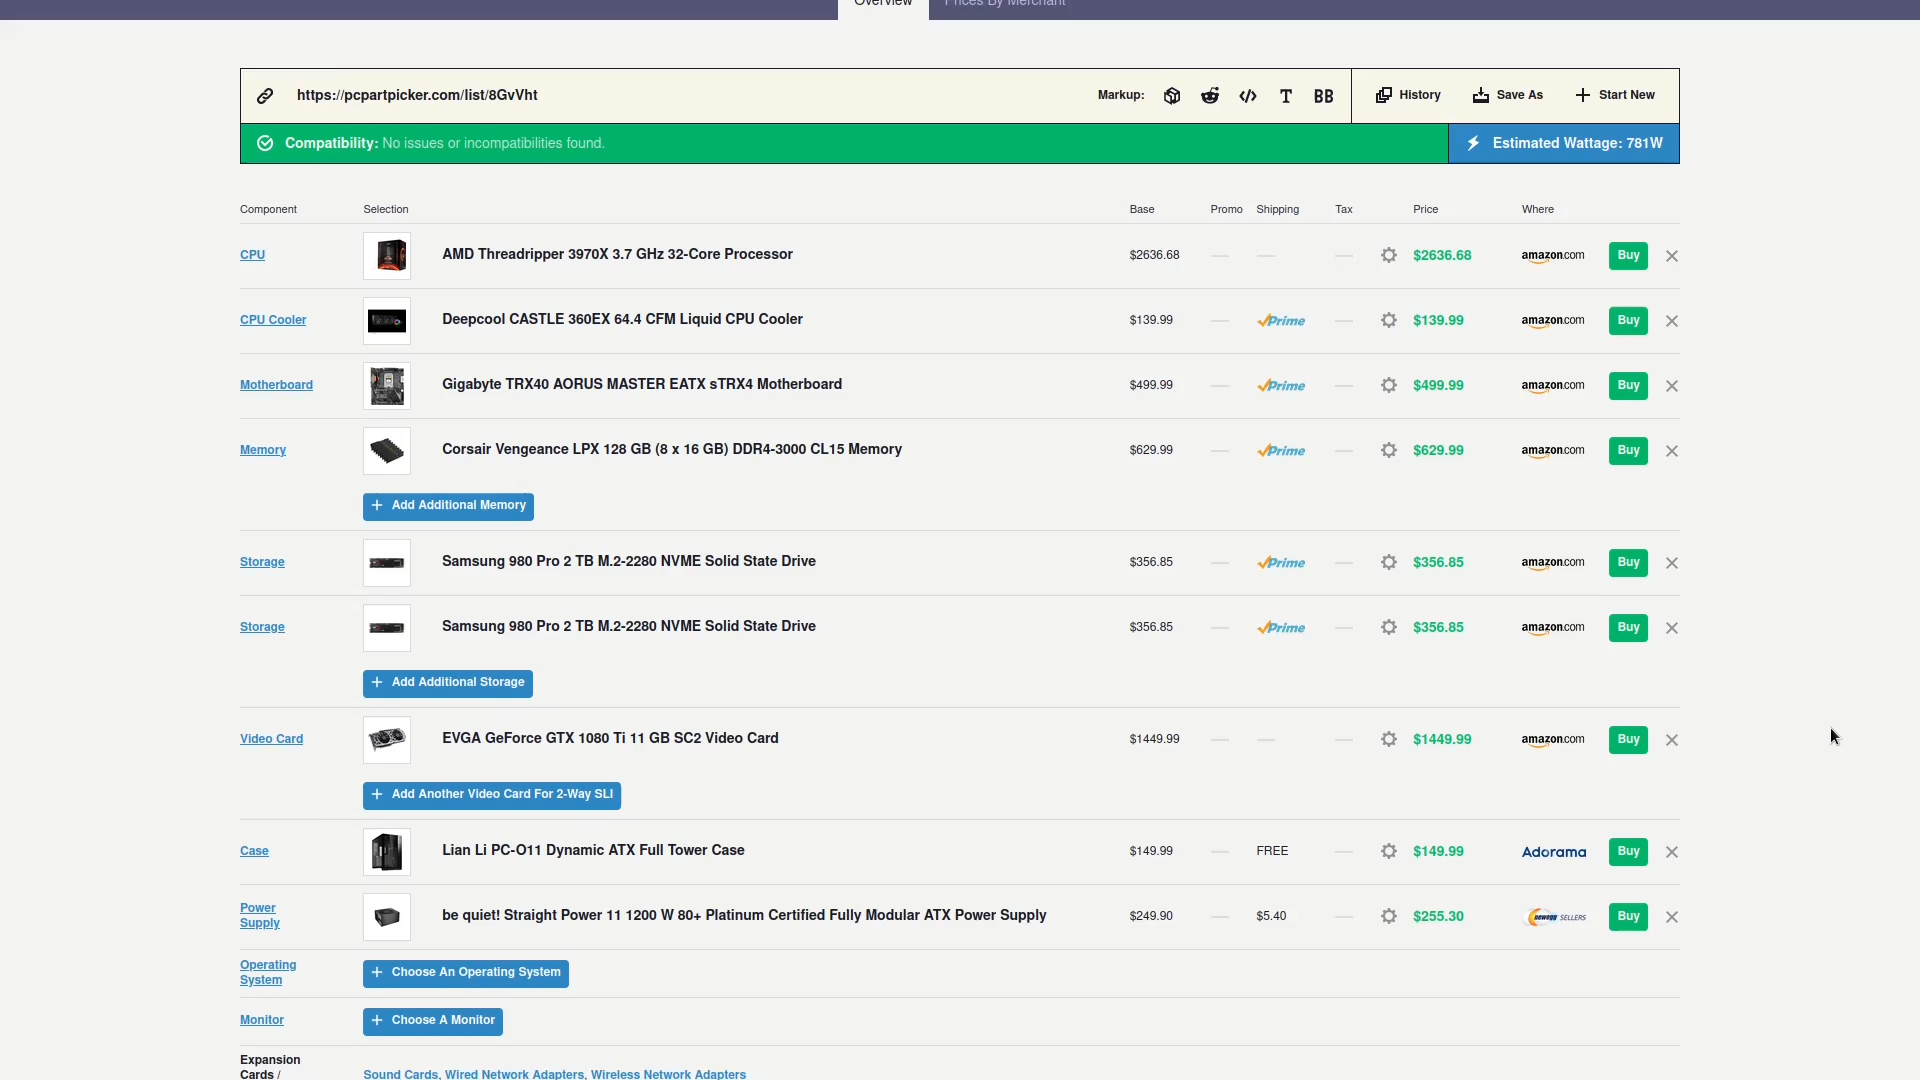 Overview Prices By Merchant
https://pcpartpicker.com/list/8GvVht Markup: T BB History Save As Start New
Compatibility: No issues or incompatibilities found. Estimated Wattage: 781W
Component Selection Base Promo Shipping Tax Price Where
CPU AMD Threadripper 3970X 3.7 GHz 32-Core Processor $2636.68 — — — $2636.68 amazon.com Buy
CPU Cooler Deepcool CASTLE 360EX 64.4 CFM Liquid CPU Cooler $139.99 — Prime — $139.99 amazon.com Buy
Motherboard Gigabyte TRX40 AORUS MASTER EATX sTRX4 Motherboard $499.99 — Prime — $499.99 amazon.com Buy
Memory Corsair Vengeance LPX 128 GB (8 x 16 GB) DDR4-3000 CL15 Memory $629.99 — Prime — $629.99 amazon.com Buy
+ Add Additional Memory
Storage Samsung 980 Pro 2 TB M.2-2280 NVME Solid State Drive $356.85 — Prime — $356.85 amazon.com Buy
Storage Samsung 980 Pro 2 TB M.2-2280 NVME Solid State Drive $356.85 — Prime — $356.85 amazon.com Buy
+ Add Additional Storage
Video Card EVGA GeForce GTX 1080 Ti 11 GB SC2 Video Card $1449.99 — — — $1449.99 amazon.com Buy
+ Add Another Video Card For 2-Way SLI
Case Lian Li PC-O11 Dynamic ATX Full Tower Case $149.99 — FREE — $149.99 Adorama Buy
Power
Supply be quiet! Straight Power 11 1200 W 80+ Platinum Certified Fully Modular ATX Power Supply $249.90 — $5.40 — $255.30 newegg SELLERS Buy
Operating
System + Choose An Operating System
Monitor + Choose A Monitor
Expansion
Cards / Sound Cards, Wired Network Adapters, Wireless Network Adapters